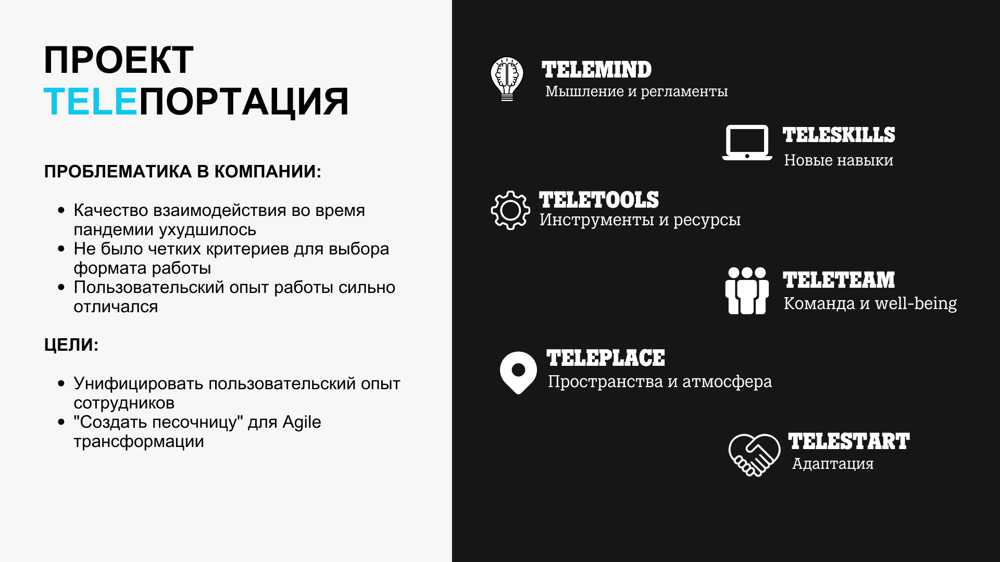 ПРОЕКТ
TELEПОРТАЦИЯ
ПРОБЛЕМАТИКА В КОМПАНИИ:
Качество взаимодействия во время
пандемии ухудшилось
Не было четких критериев для выбора
формата работы
Пользовательский опыт работы сильно
отличался
ЦЕЛИ:
Унифицировать пользовательский опыт
сотрудников
"Создать песочницу" для Agile
трансформации
TELEMIND
Мышление и регламенты
TELESKILLS
Новые навыки
TELETOOLS
Инструменты и ресурсы
TELETEAM
Команда и well-being
TELEPLACE
Пространства и атмосфера
TELESTART
Адаптация